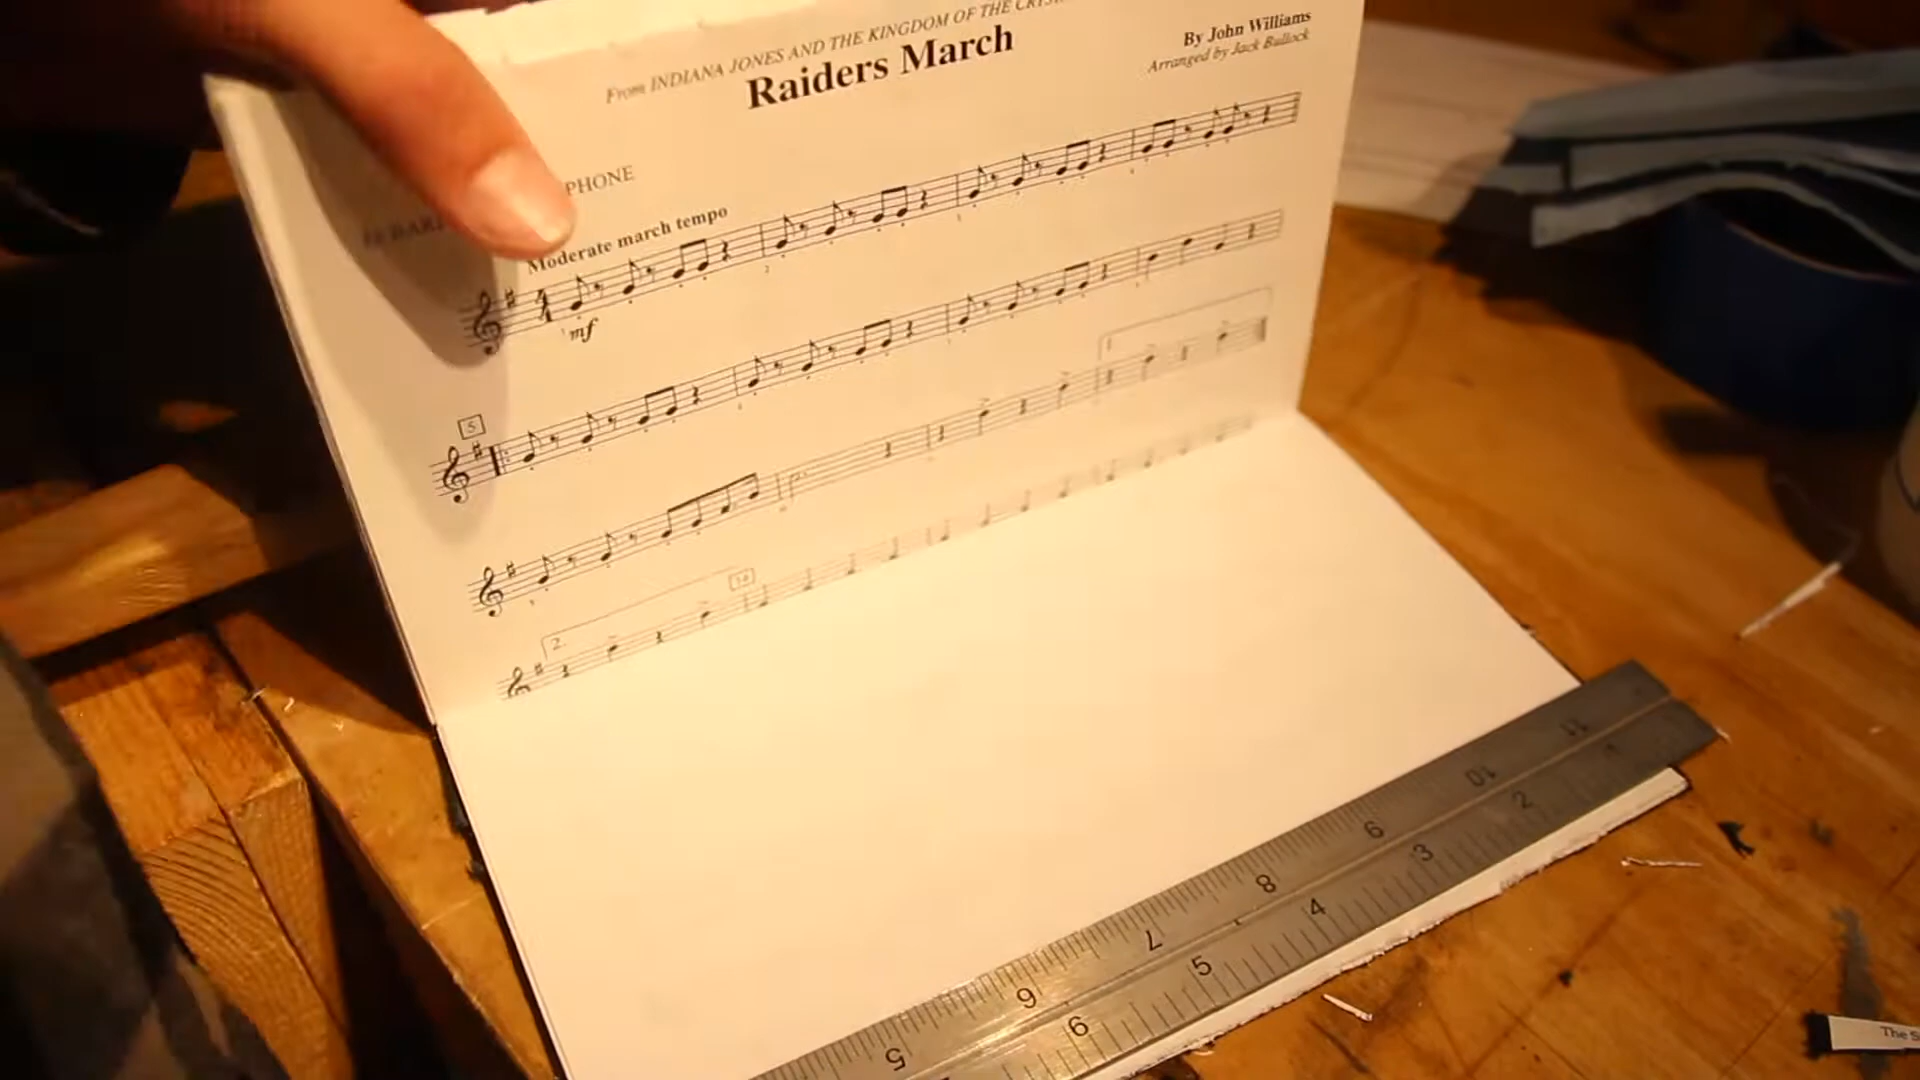 From INDIANA JONES AND THE KINGDOM OF THE
Raiders March
By John Williams
Arranged by Jack Bullock
PHONE
Moderate march tempo
mf
5
1.
2.
14
11
10
9
8
7
6
5
1
2
3
4
5
6
The S